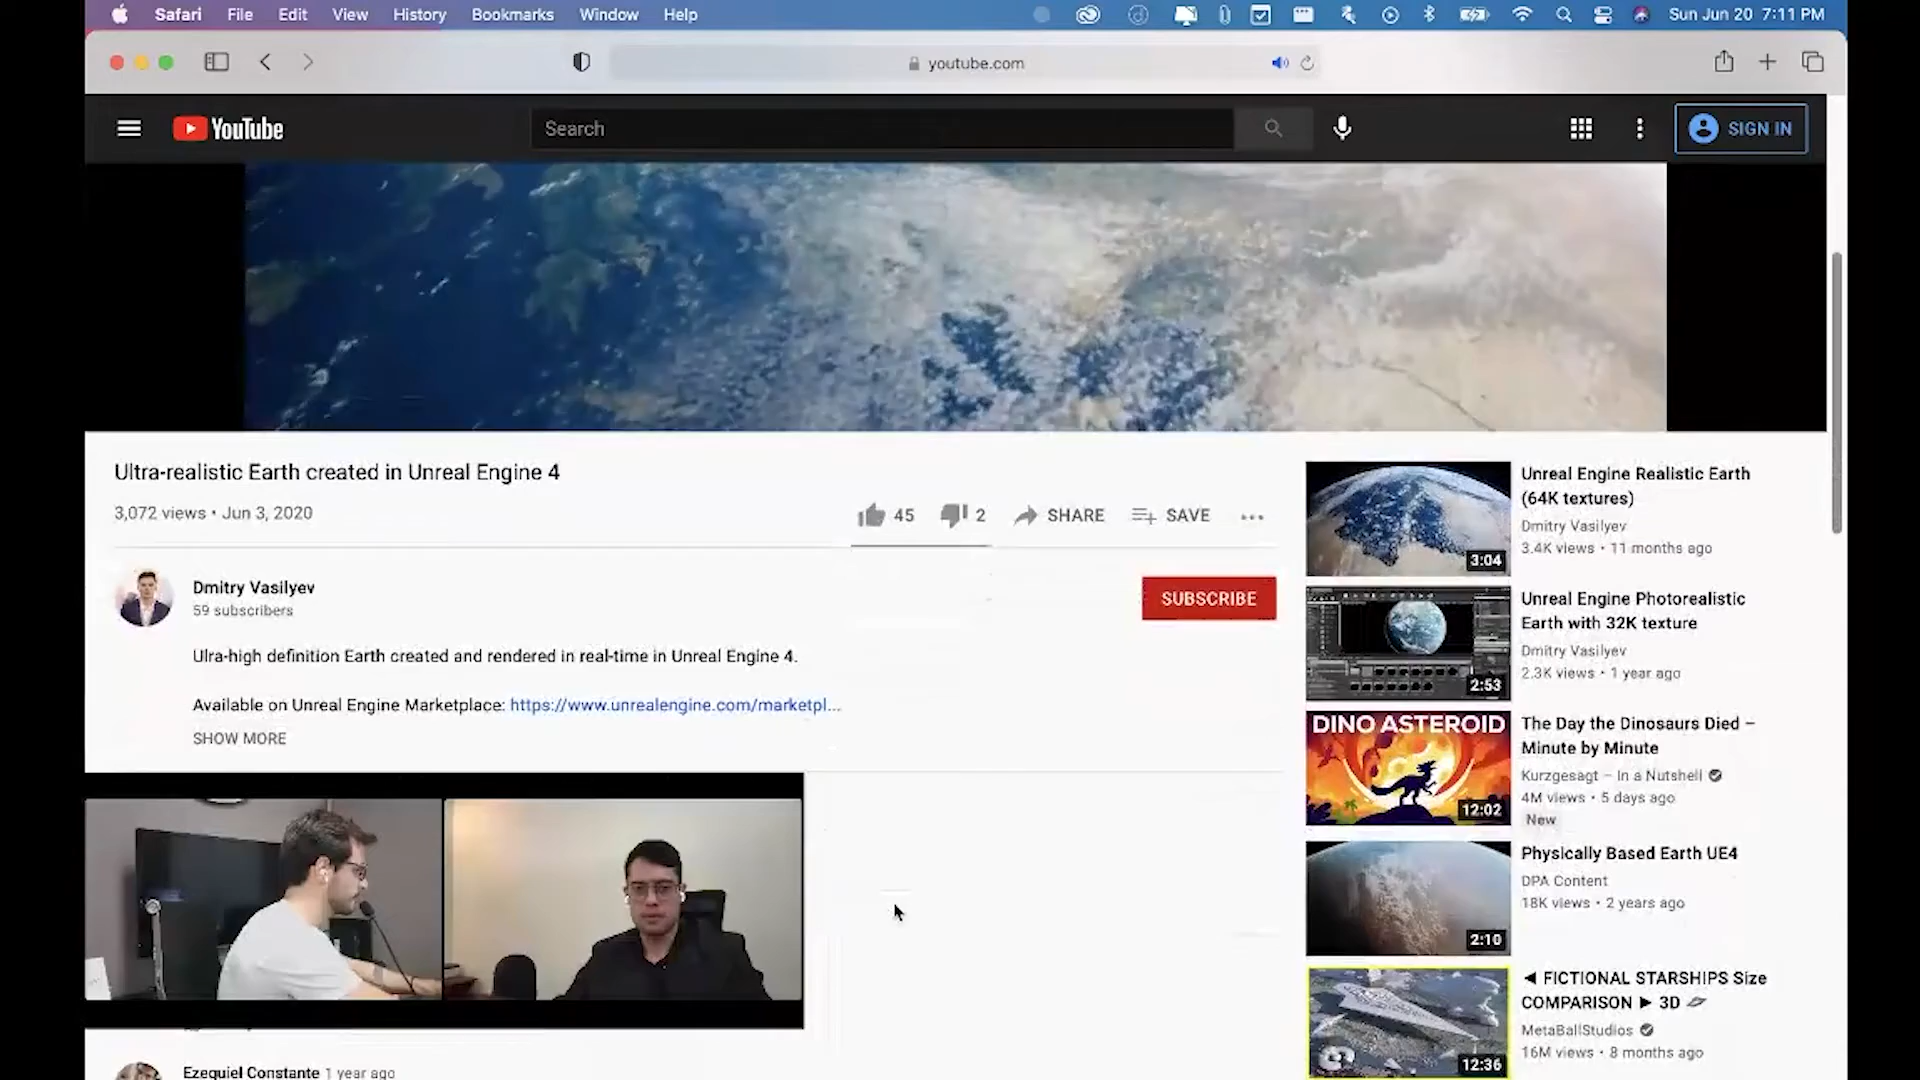 Safari File Edit View History Bookmarks Window Help Sun Jun 20 7:11 PM
youtube.com
YouTube Search SIGN IN
Ultra-realistic Earth created in Unreal Engine 4
3,072 views • Jun 3, 2020
45 2 SHARE SAVE
Dmitry Vasilyev
59 subscribers
SUBSCRIBE
Ulra-high definition Earth created and rendered in real-time in Unreal Engine 4.
Available on Unreal Engine Marketplace: https://www.unrealengine.com/marketpl...
SHOW MORE
Ezequiel Constante 1 year ago
Unreal Engine Realistic Earth
(64K textures)
Dmitry Vasilyev
3.4K views • 11 months ago
3:04
Unreal Engine Photorealistic
Earth with 32K texture
Dmitry Vasilyev
2.3K views • 1 year ago
2:53
DINO ASTEROID
The Day the Dinosaurs Died –
Minute by Minute
Kurzgesagt – In a Nutshell
4M views • 5 days ago
New
12:02
Physically Based Earth UE4
DPA Content
18K views • 2 years ago
2:10
◄ FICTIONAL STARSHIPS Size
COMPARISON ► 3D
MetaBallStudios
16M views • 8 months ago
12:36